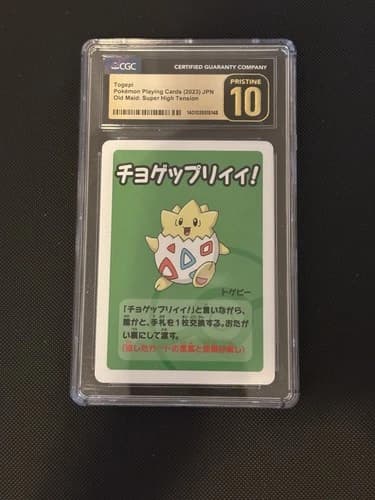 CGC
CERTIFIED GUARANTY COMPANY
Togepi
Pokémon Playing Cards (2023) JPN
Old Maid: Super High Tension
PRISTINE
10
チョゲップリィィ!
トゲピー
「チョゲップリィィ!」と言いながら、
誰かと、手札を1枚交換する。おたが
い裏にして渡す。